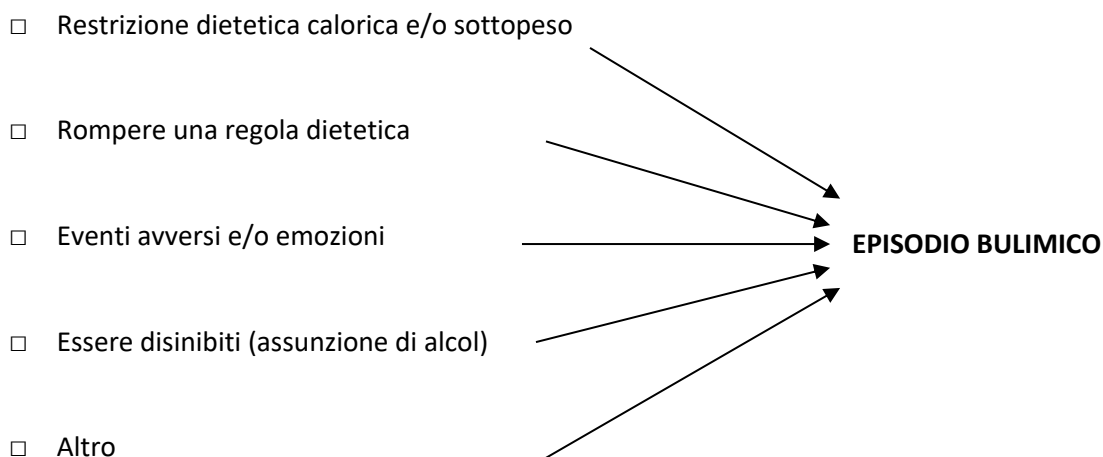 □ Restrizione dietetica calorica e/o sottopeso
□ Rompere una regola dietetica
□ Eventi avversi e/o emozioni
EPISODIO BULIMICO
□ Essere disinibiti (assunzione di alcol)
□ Altro